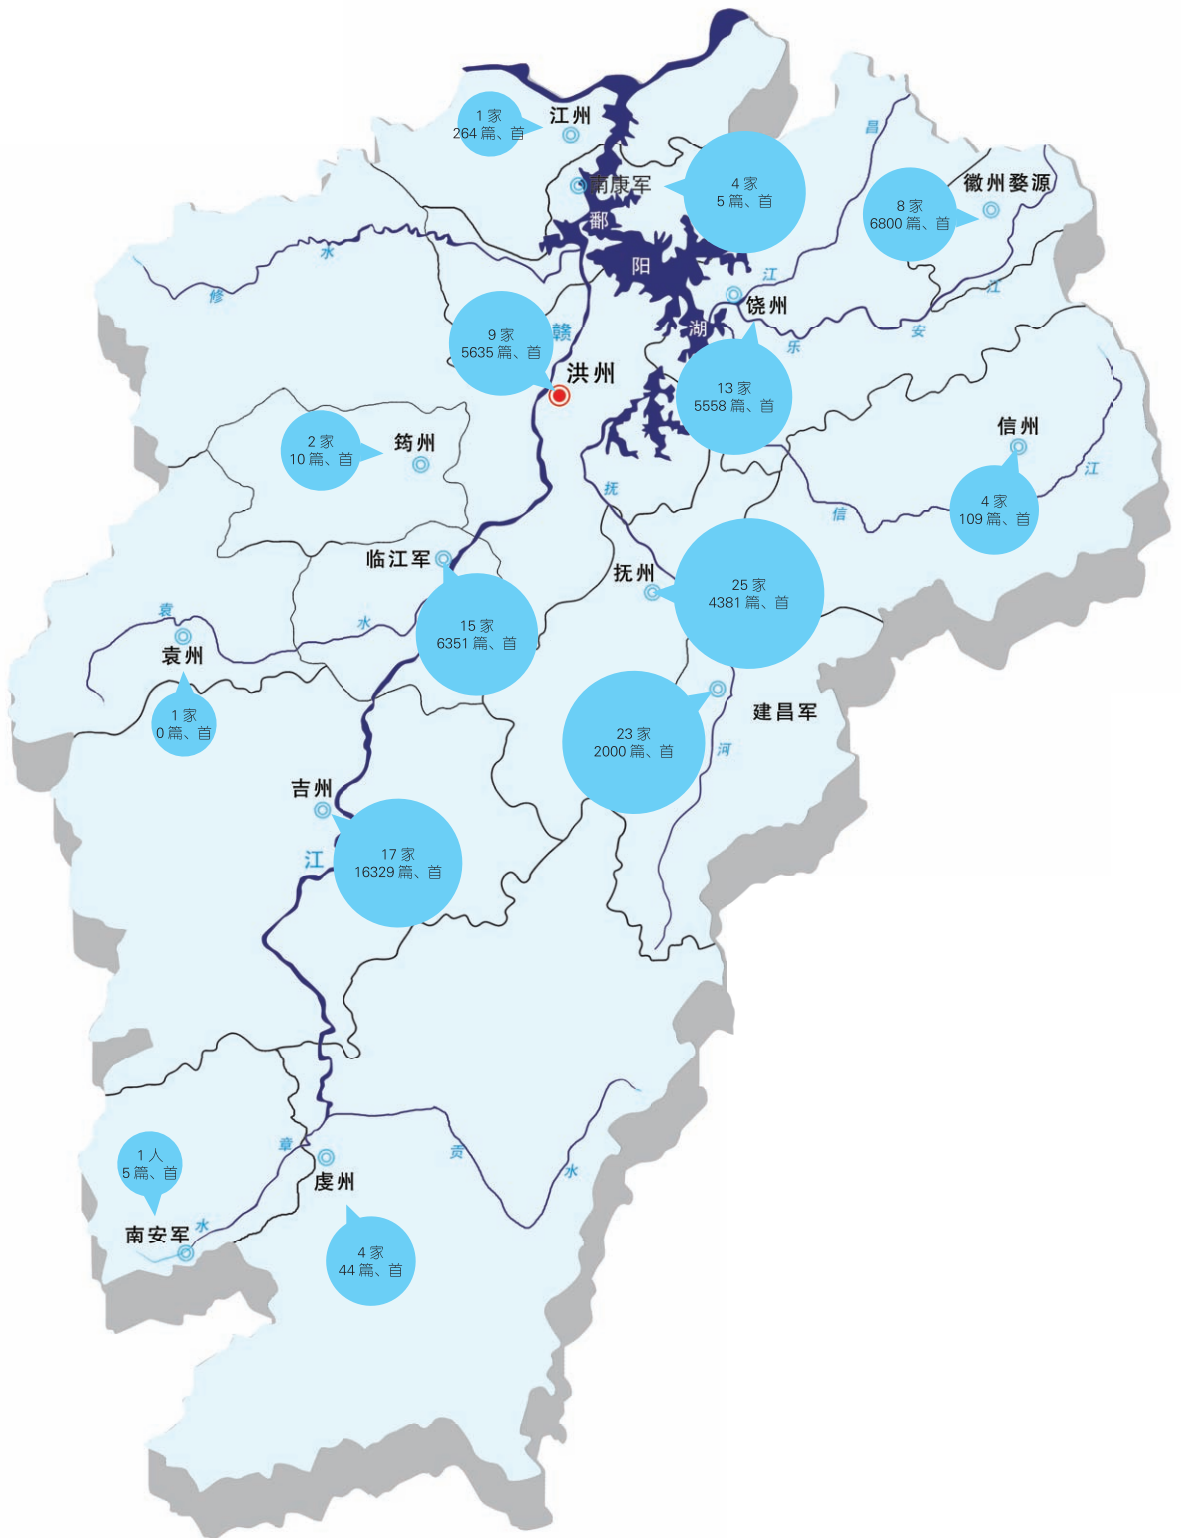 1 家
264 篇、首
江州
昌
南康军
4 家
5 篇、首
徽州婺源
8 家
6800 篇、首
鄱
水
阳
江
修
江
饶州
9 家
5635 篇、首
赣
湖
乐
安
洪州
13 家
5558 篇、首
信州
2 家
10 篇、首
筠州
江
抚
信
4 家
109 篇、首
临江军
抚州
25 家
4381 篇、首
袁
水
15 家
6351 篇、首
袁州
建昌军
1 家
0 篇、首
23 家
2000 篇、首
河
吉州
江
17 家
16329 篇、首
章
贡
水
1 人
5 篇、首
虔州
南安军
水
4 家
44 篇、首